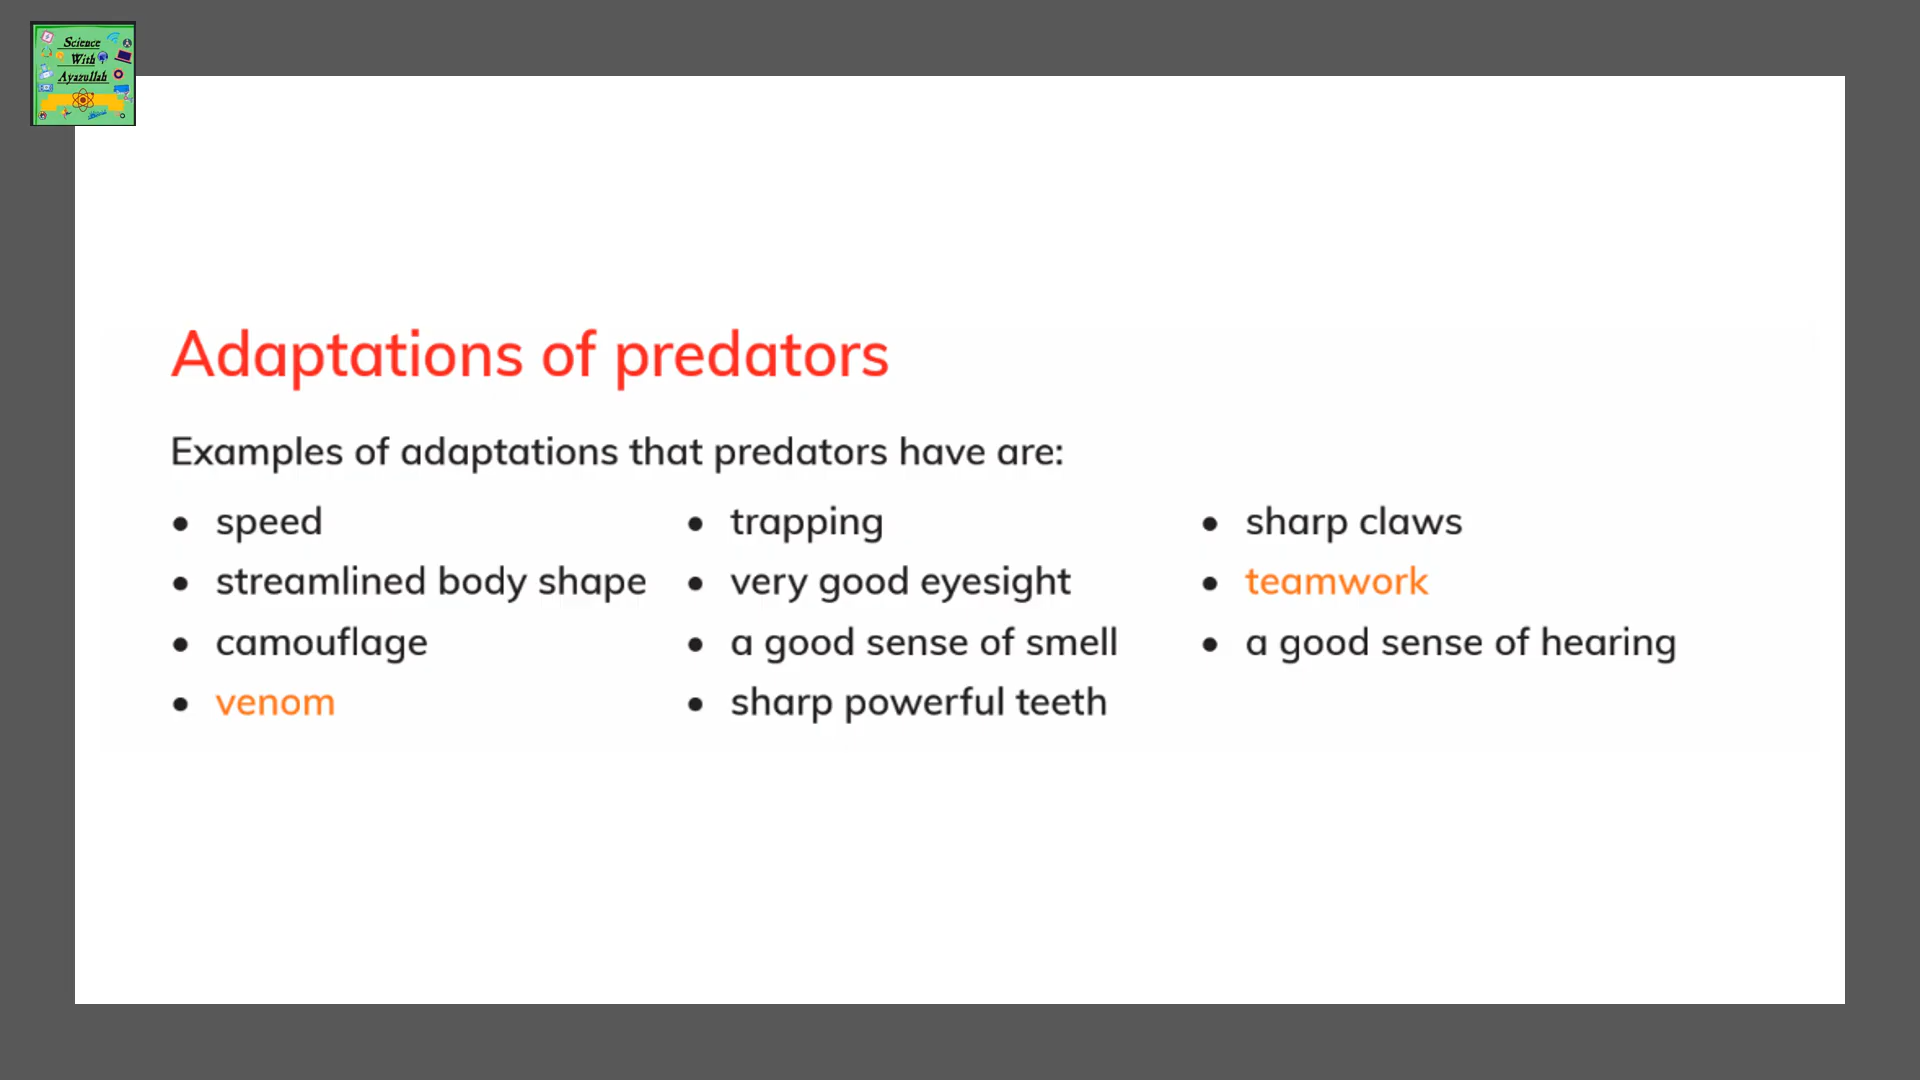 Science
With
Ayazullah
Adaptations of predators
Examples of adaptations that predators have are:
• speed
• streamlined body shape
• camouflage
• venom
• trapping
• very good eyesight
• a good sense of smell
• sharp powerful teeth
• sharp claws
• teamwork
• a good sense of hearing